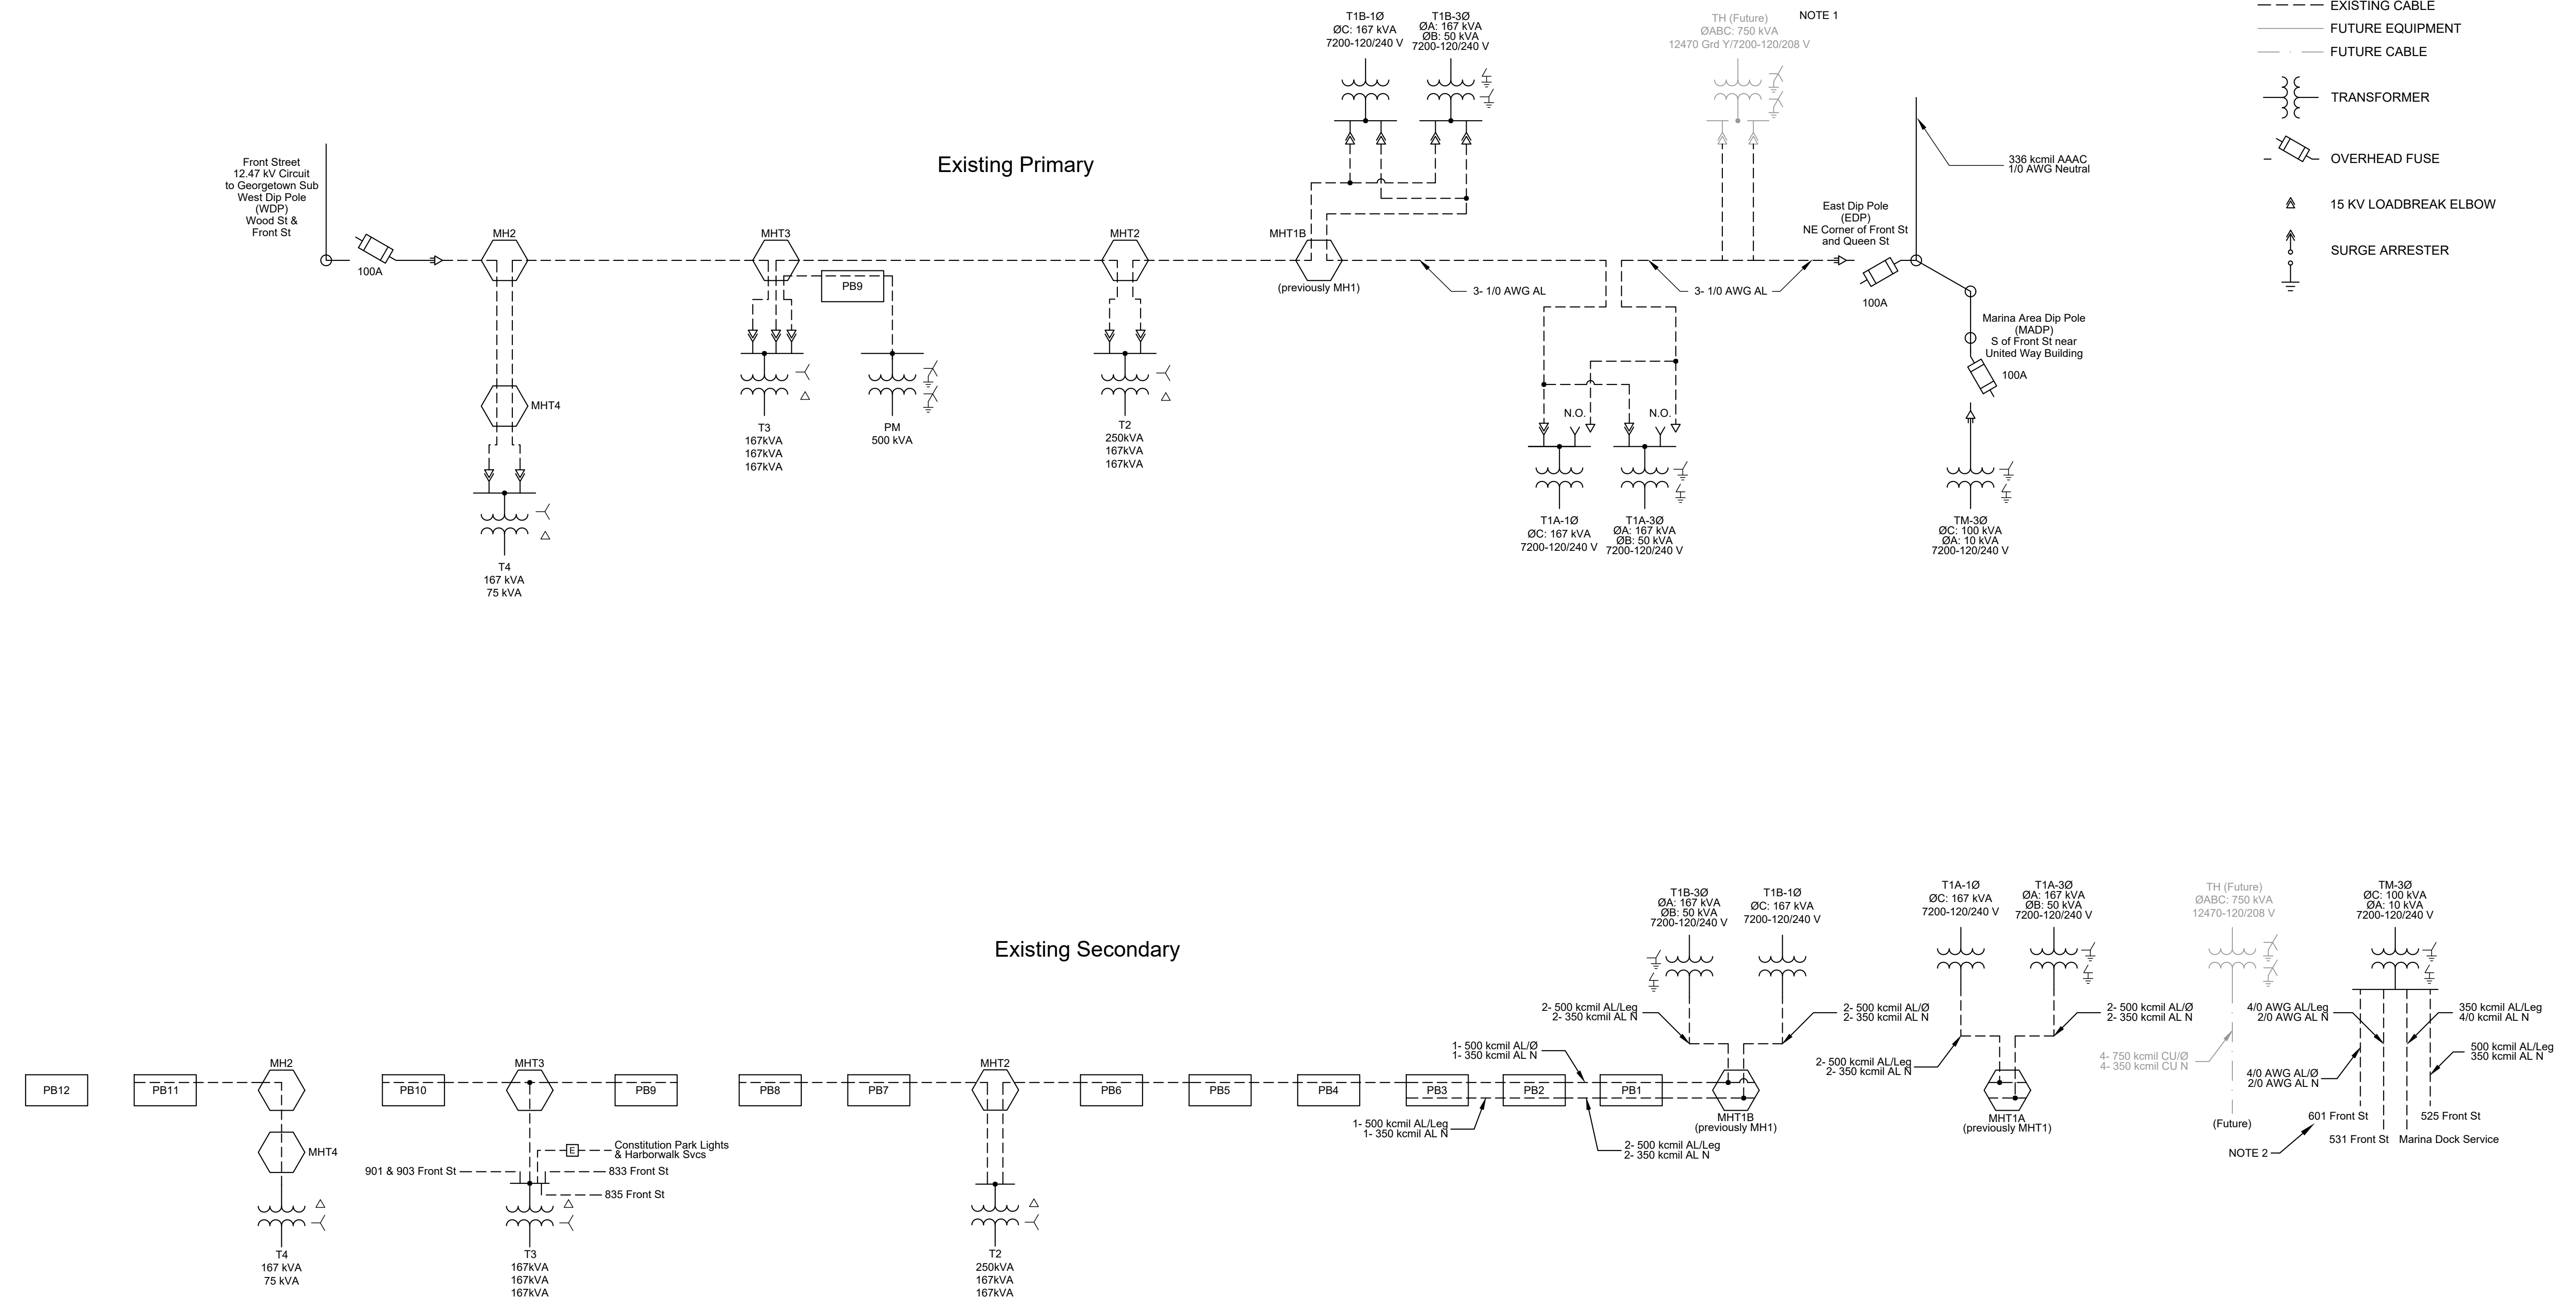 EXISTING CABLE
FUTURE EQUIPMENT
FUTURE CABLE
TRANSFORMER
OVERHEAD FUSE
15 KV LOADBREAK ELBOW
SURGE ARRESTER
T1B-1Ø
ØC: 167 kVA
7200-120/240 V
T1B-3Ø
ØA: 167 kVA
ØB: 50 kVA
7200-120/240 V
TH (Future)
ØABC: 750 kVA
12470 Grd Y/7200-120/208 V
NOTE 1
Existing Primary
Front Street
12.47 kV Circuit
to Georgetown Sub
West Dip Pole
(WDP)
Wood St &
Front St
100A
MH2
MHT3
PB9
MHT2
MHT1B
(previously MH1)
3- 1/0 AWG AL
3- 1/0 AWG AL
East Dip Pole
(EDP)
NE Corner of Front St
and Queen St
100A
336 kcmil AAAC
1/0 AWG Neutral
Marina Area Dip Pole
(MADP)
S of Front St near
United Way Building
100A
MHT4
T4
167 kVA
75 kVA
T3
167kVA
167kVA
167kVA
PM
500 kVA
T2
250kVA
167kVA
167kVA
N.O.
N.O.
T1A-1Ø
ØC: 167 kVA
7200-120/240 V
T1A-3Ø
ØA: 167 kVA
ØB: 50 kVA
7200-120/240 V
TM-3Ø
ØC: 100 kVA
ØA: 10 kVA
7200-120/240 V
Existing Secondary
T1B-3Ø
ØA: 167 kVA
ØB: 50 kVA
7200-120/240 V
T1B-1Ø
ØC: 167 kVA
7200-120/240 V
T1A-1Ø
ØC: 167 kVA
7200-120/240 V
T1A-3Ø
ØA: 167 kVA
ØB: 50 kVA
7200-120/240 V
TH (Future)
ØABC: 750 kVA
12470-120/208 V
TM-3Ø
ØC: 100 kVA
ØA: 10 kVA
7200-120/240 V
PB12
PB11
MH2
MHT4
T4
167 kVA
75 kVA
PB10
MHT3
PB9
E
Constitution Park Lights
& Harborwalk Svcs
901 & 903 Front St
833 Front St
835 Front St
T3
167kVA
167kVA
167kVA
PB8
PB7
MHT2
T2
250kVA
167kVA
167kVA
PB6
PB5
PB4
PB3
PB2
PB1
1- 500 kcmil AL/Ø
1- 350 kcmil AL N
1- 500 kcmil AL/Leg
1- 350 kcmil AL N
2- 500 kcmil AL/Leg
2- 350 kcmil AL N
2- 500 kcmil AL/Leg
2- 350 kcmil AL N
2- 500 kcmil AL/Ø
2- 350 kcmil AL N
MHT1B
(previously MH1)
2- 500 kcmil AL/Leg
2- 350 kcmil AL N
2- 500 kcmil AL/Ø
2- 350 kcmil AL N
MHT1A
(previously MHT1)
4- 750 kcmil CU/Ø
4- 350 kcmil CU N
(Future)
4/0 AWG AL/Leg
2/0 AWG AL N
4/0 AWG AL/Ø
2/0 AWG AL N
350 kcmil AL/Leg
4/0 kcmil AL N
500 kcmil AL/Leg
350 kcmil AL N
601 Front St
525 Front St
531 Front St
Marina Dock Service
NOTE 2